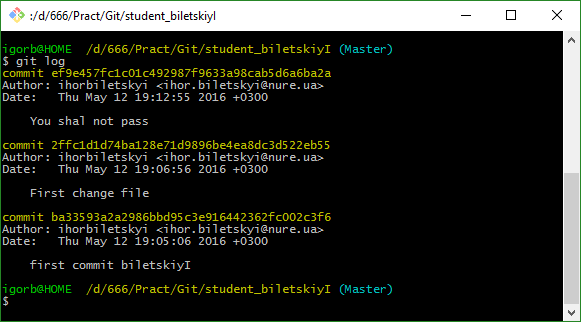 :/d/666/Pract/Git/student_biletskiyI
igorb@HOME /d/666/Pract/Git/student_biletskiyI (Master)
$ git log
commit ef9e457fc1c01c492987f9633a98cab5d6a6ba2a
Author: ihorbiletskyi <ihor.biletskyi@nure.ua>
Date:   Thu May 12 19:12:55 2016 +0300
You shal not pass
commit 2ffc1d1d74ba128e71d9896be4ea8dc3d522eb55
Author: ihorbiletskyi <ihor.biletskyi@nure.ua>
Date:   Thu May 12 19:06:56 2016 +0300
First change file
commit ba33593a2a2986bbd95c3e916442362fc002c3f6
Author: ihorbiletskyi <ihor.biletskyi@nure.ua>
Date:   Thu May 12 19:05:06 2016 +0300
first commit biletskiyI
igorb@HOME /d/666/Pract/Git/student_biletskiyI (Master)
$